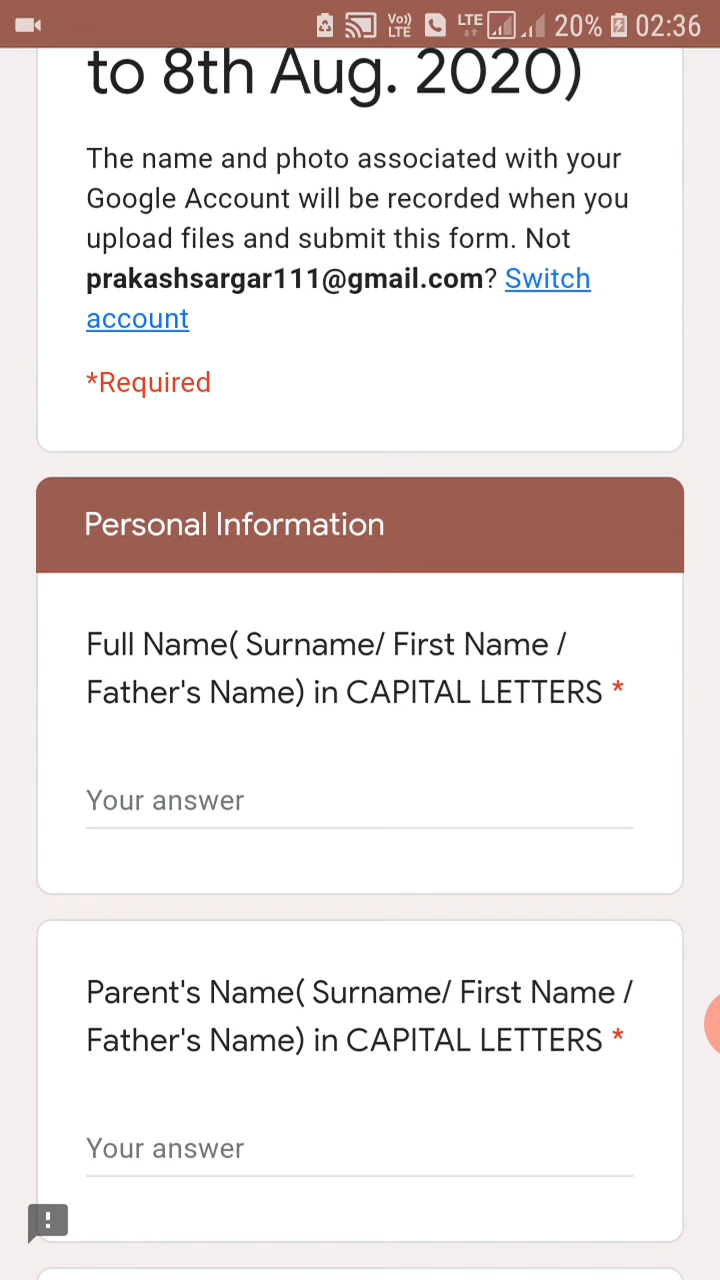 Vo)) LTE LTE 20% 02:36
to 8th Aug. 2020)
The name and photo associated with your
Google Account will be recorded when you
upload files and submit this form. Not
prakashsargar111@gmail.com? Switch
account
*Required
Personal Information
Full Name( Surname/ First Name /
Father's Name) in CAPITAL LETTERS *
Your answer
Parent's Name( Surname/ First Name /
Father's Name) in CAPITAL LETTERS *
Your answer